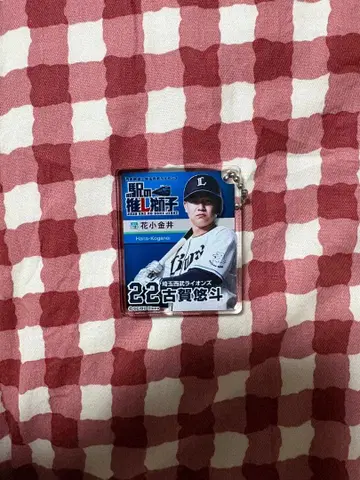 駅の
推し獅子
花小金井
Hana-Koganei
L
Lions
埼玉西武ライオンズ
22 古賀悠斗